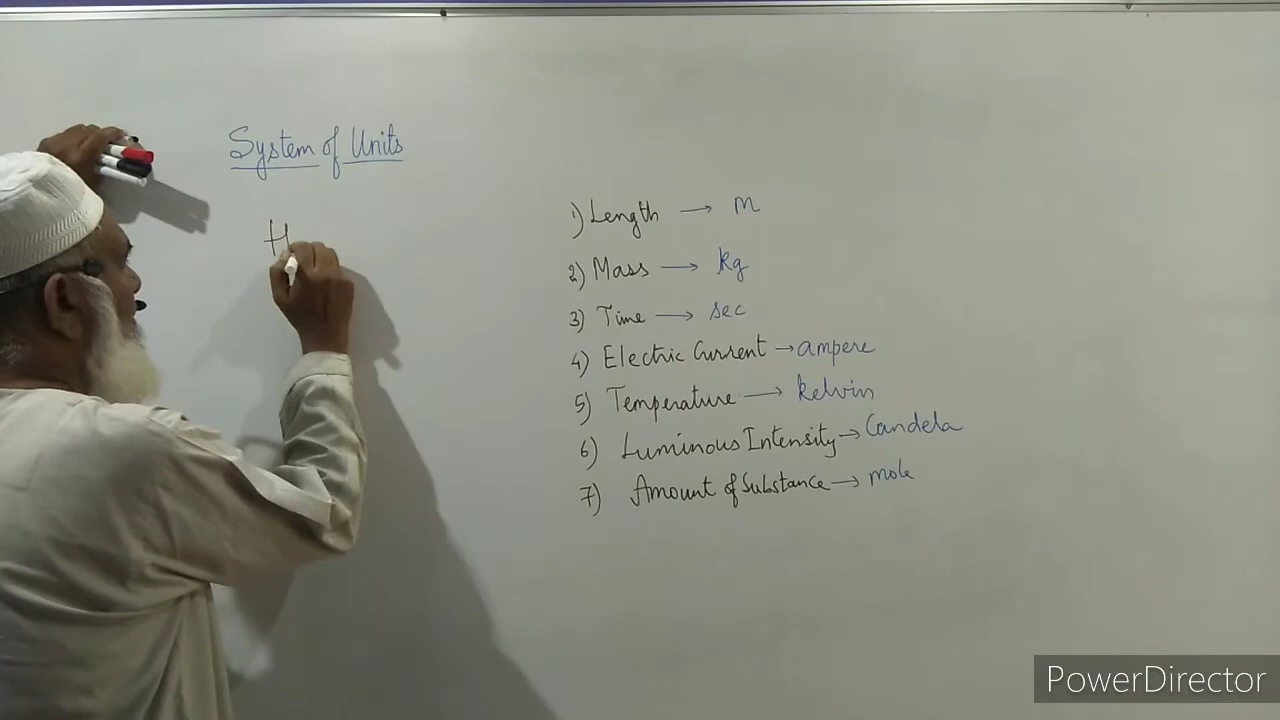 System of Units
H
1) Length → m
2) Mass → kg
3) Time → sec
4) Electric Current → ampere
5) Temperature → kelvin
6) Luminous Intensity → Candela
7) Amount of Substance → mole
PowerDirector